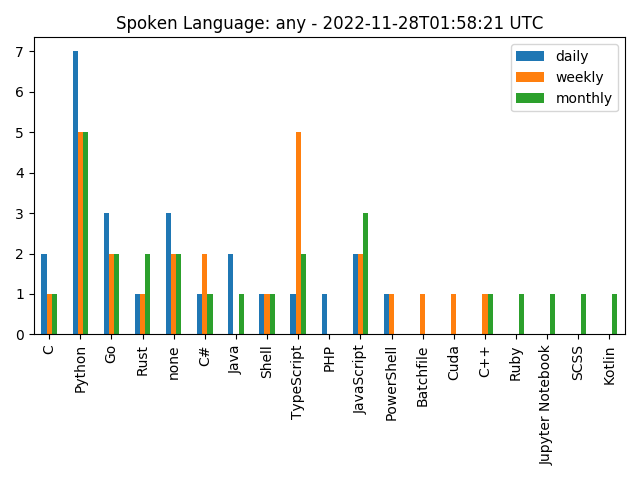 Spoken Language: any - 2022-11-28T01:58:21 UTC
daily
weekly
monthly
7
6
5
4
3
2
1
0
C
Python
Go
Rust
none
C#
Java
Shell
TypeScript
PHP
JavaScript
PowerShell
Batchfile
Cuda
C++
Ruby
Jupyter Notebook
SCSS
Kotlin